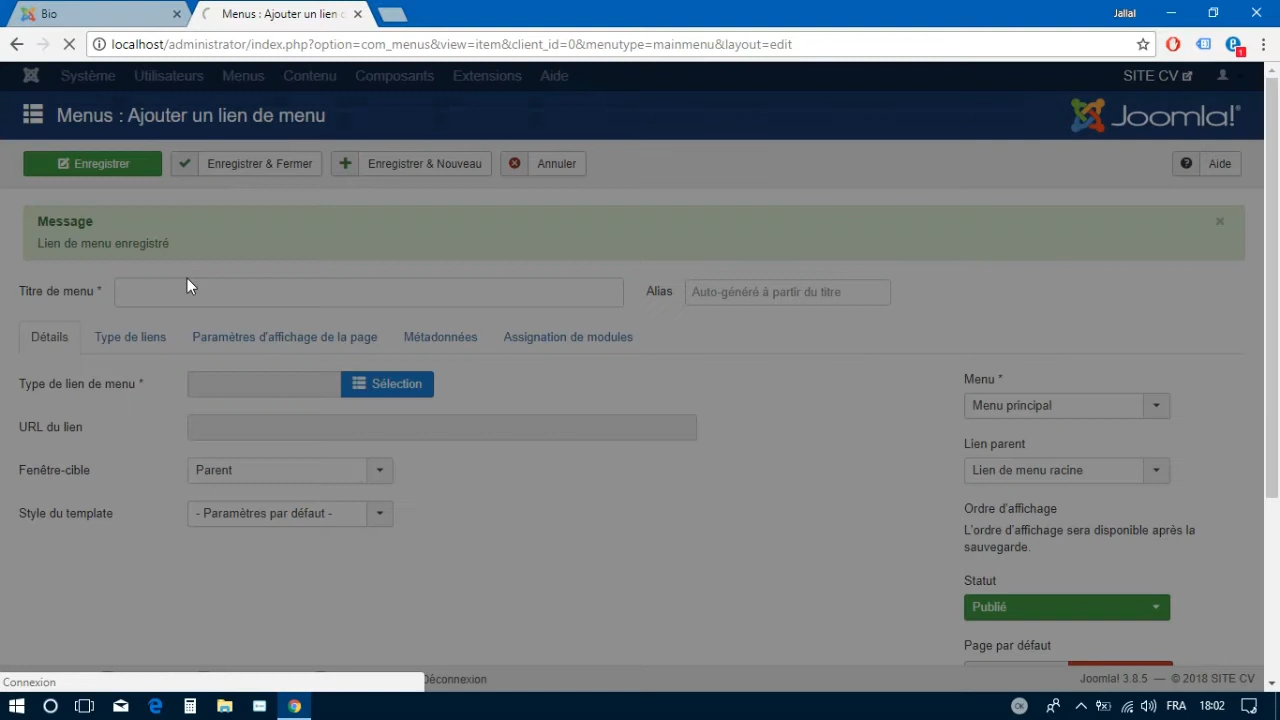 Bio
Menus : Ajouter un lien d
Jallal
localhost/administrator/index.php?option=com_menus&view=item&client_id=0&menutype=mainmenu&layout=edit
1
Système Utilisateurs Menus Contenu Composants Extensions Aide SITE CV
Menus : Ajouter un lien de menu
Joomla!®
Enregistrer Enregistrer & Fermer Enregistrer & Nouveau Annuler Aide
Message
Lien de menu enregistré
Titre de menu * Alias Auto-généré à partir du titre
Détails Type de liens Paramètres d'affichage de la page Métadonnées Assignation de modules
Type de lien de menu * Sélection
URL du lien
Fenêtre-cible Parent
Style du template - Paramètres par défaut -
Menu *
Menu principal
Lien parent
Lien de menu racine
Ordre d'affichage
L'ordre d'affichage sera disponible après la
sauvegarde.
Statut
Publié
Page par défaut
Connexion
Déconnexion
Joomla! 3.8.5 — © 2018 SITE CV
OK
FRA 18:02